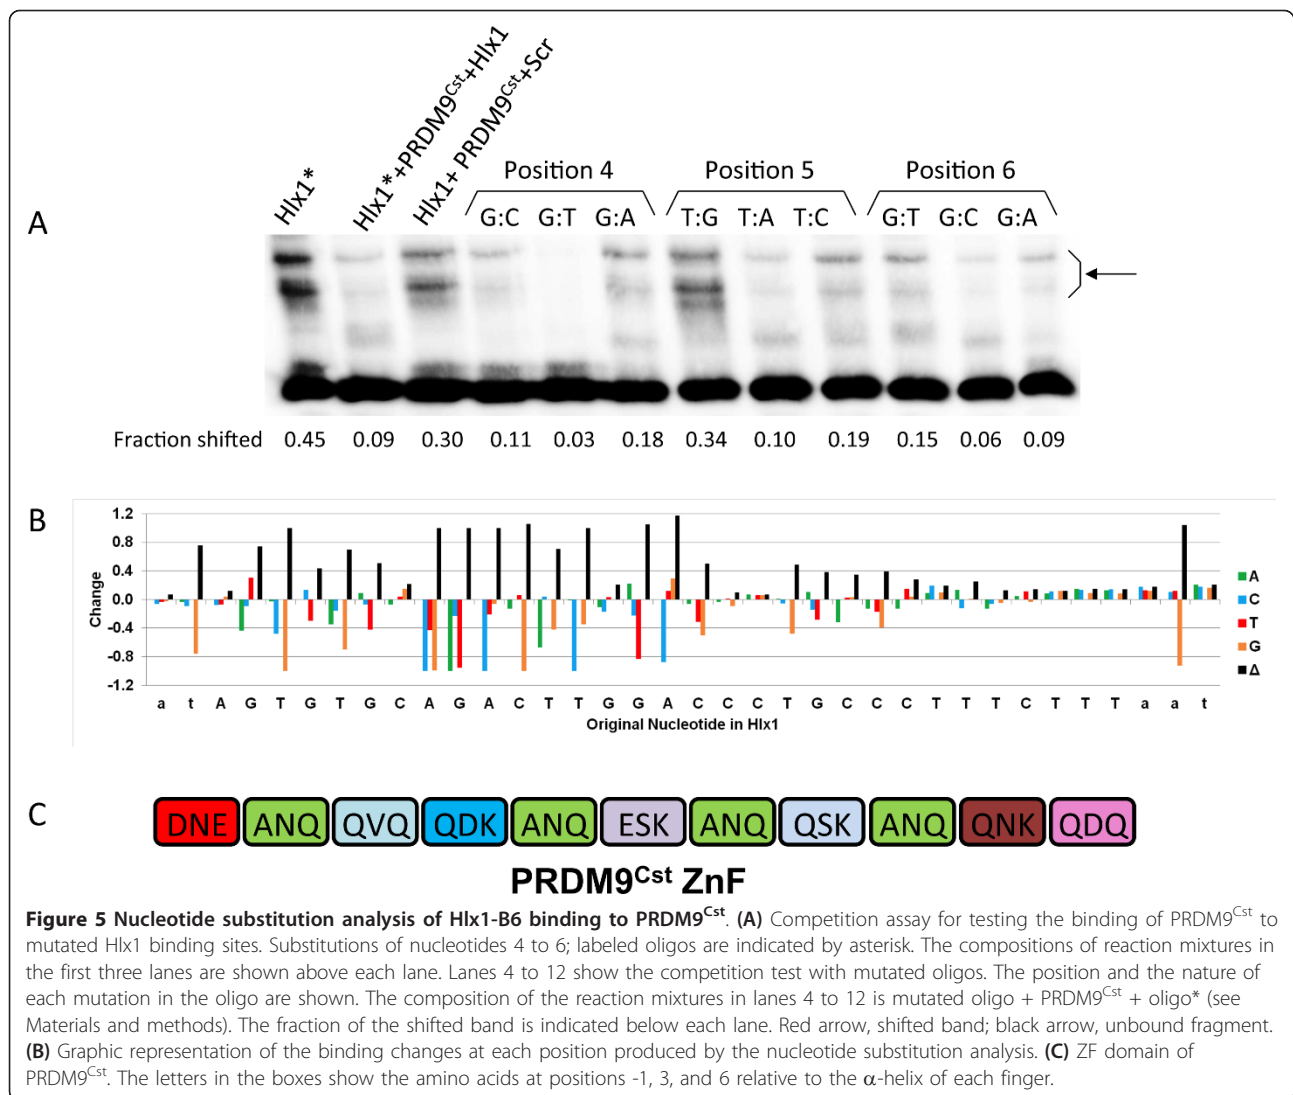 Hlx1*
Hlx1*+PRDM9Cst+Hlx1
Hlx1+ PRDM9Cst+Scr
Position 4 Position 5 Position 6
G:C G:T G:A T:G T:A T:C G:T G:C G:A
A
Fraction shifted 0.45 0.09 0.30 0.11 0.03 0.18 0.34 0.10 0.19 0.15 0.06 0.09
B
Change
1.2
0.8
0.4
0.0
-0.4
-0.8
-1.2
A
C
T
G
Δ
a t A G T G T G C A G A C T T G G A C C C T G C C C T T T C T T T a a t
Original Nucleotide in Hlx1
C
DNE ANQ QVQ QDK ANQ ESK ANQ QSK ANQ QNK QDQ
PRDM9Cst ZnF
Figure 5 Nucleotide substitution analysis of Hlx1-B6 binding to PRDM9Cst. (A) Competition assay for testing the binding of PRDM9Cst to
mutated Hlx1 binding sites. Substitutions of nucleotides 4 to 6; labeled oligos are indicated by asterisk. The compositions of reaction mixtures in
the first three lanes are shown above each lane. Lanes 4 to 12 show the competition test with mutated oligos. The position and the nature of
each mutation in the oligo are shown. The composition of the reaction mixtures in lanes 4 to 12 is mutated oligo + PRDM9Cst + oligo* (see
Materials and methods). The fraction of the shifted band is indicated below each lane. Red arrow, shifted band; black arrow, unbound fragment.
(B) Graphic representation of the binding changes at each position produced by the nucleotide substitution analysis. (C) ZF domain of
PRDM9Cst. The letters in the boxes show the amino acids at positions -1, 3, and 6 relative to the α-helix of each finger.